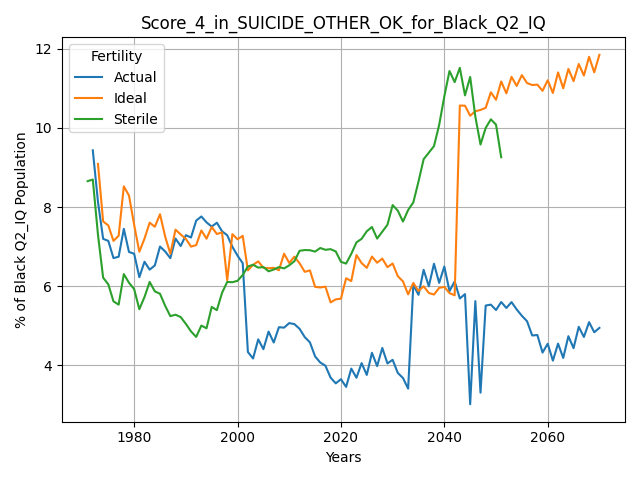 Score_4_in_SUICIDE_OTHER_OK_for_Black_Q2_IQ
Fertility
Actual
Ideal
Sterile
% of Black Q2_IQ Population
12
10
8
6
4
1980
2000
2020
2040
2060
Years